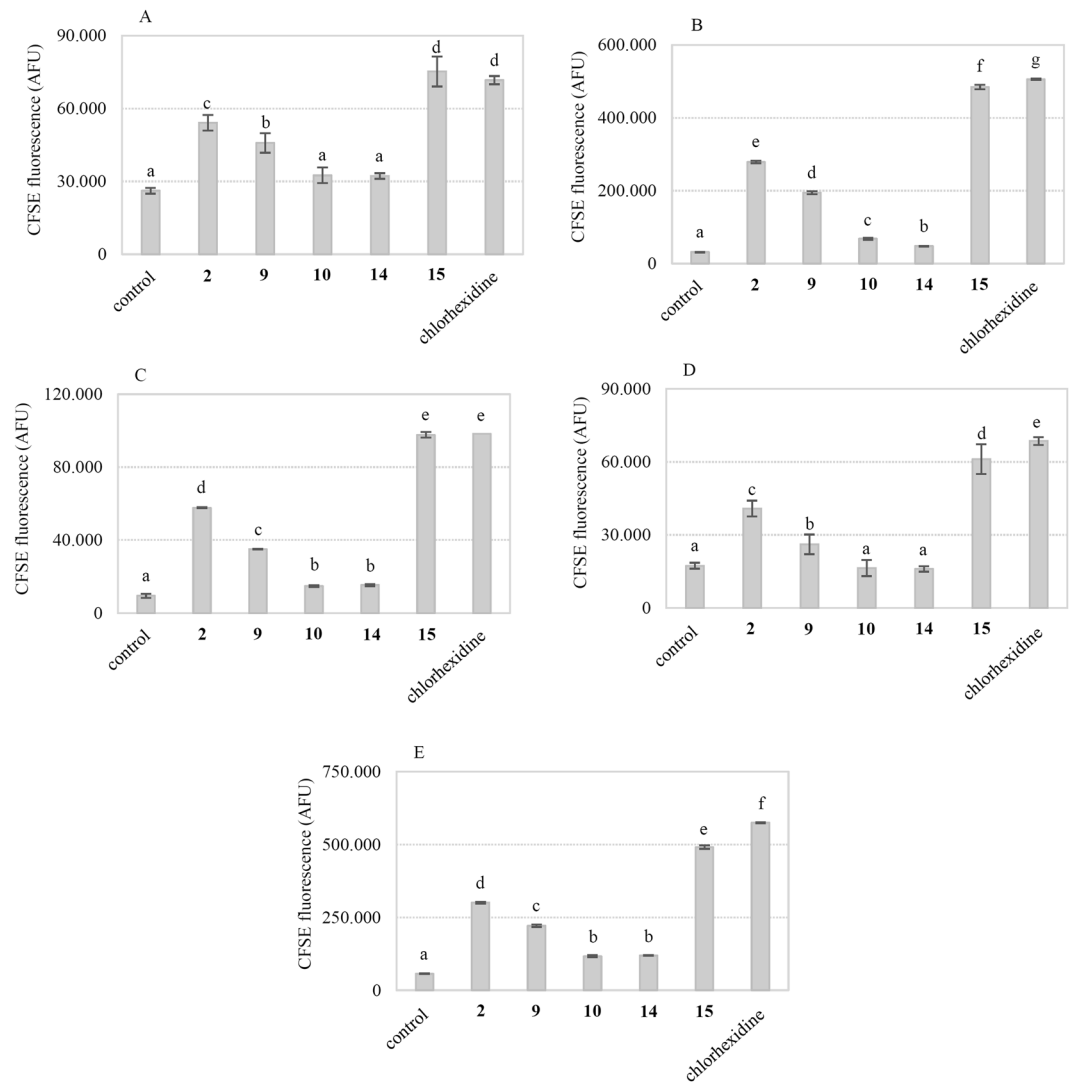 A
CFSE fluorescence (AFU)
90.000
60.000
30.000
0
a
c
b
a
a
d
d
control
2
9
10
14
15
chlorhexidine
B
CFSE fluorescence (AFU)
600.000
400.000
200.000
0
a
e
d
c
b
f
g
control
2
9
10
14
15
chlorhexidine
C
CFSE fluorescence (AFU)
120.000
80.000
40.000
0
a
d
c
b
b
e
e
control
2
9
10
14
15
chlorhexidine
D
CFSE fluorescence (AFU)
90.000
60.000
30.000
0
a
c
b
a
a
d
e
control
2
9
10
14
15
chlorhexidine
E
CFSE fluorescence (AFU)
750.000
500.000
250.000
0
a
d
c
b
b
e
f
control
2
9
10
14
15
chlorhexidine